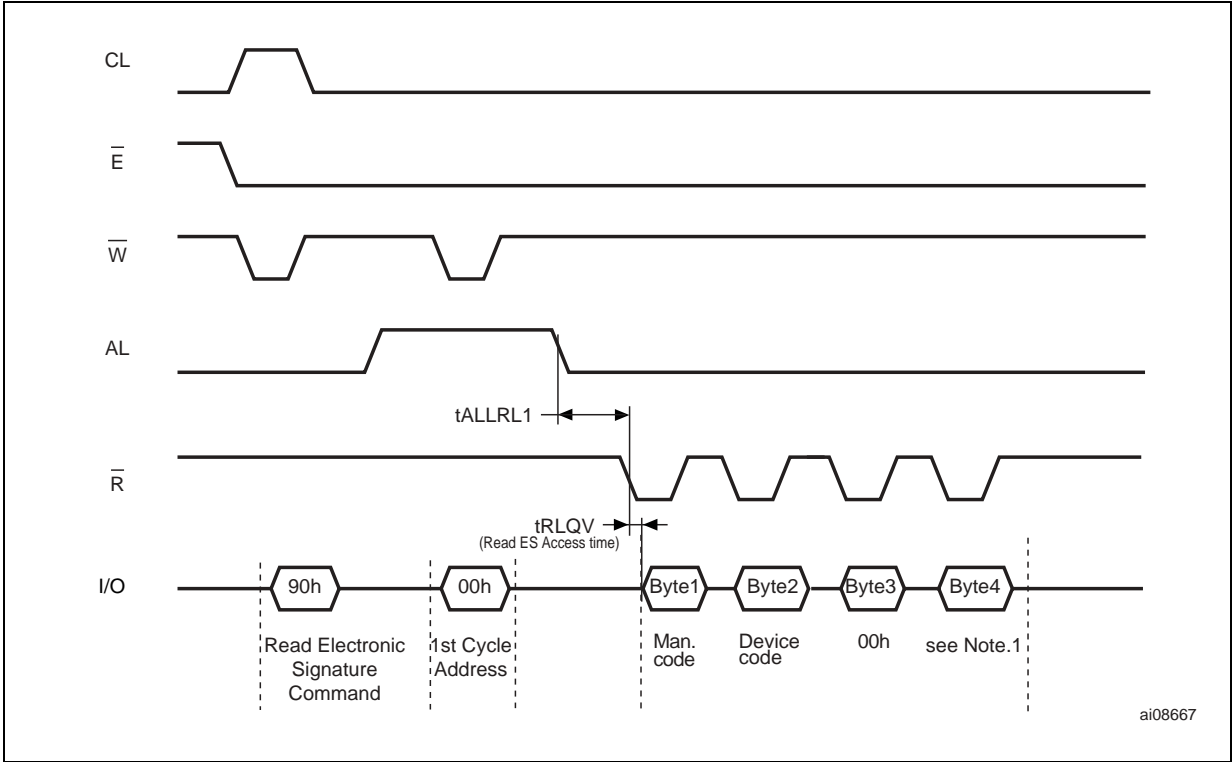 CL
E
W
AL
tALLRL1
R
tRLQV
(Read ES Access time)
I/O
90h
00h
Byte1
Byte2
Byte3
Byte4
Read Electronic
Signature
Command
1st Cycle
Address
Man.
code
Device
code
00h
see Note.1
ai08667